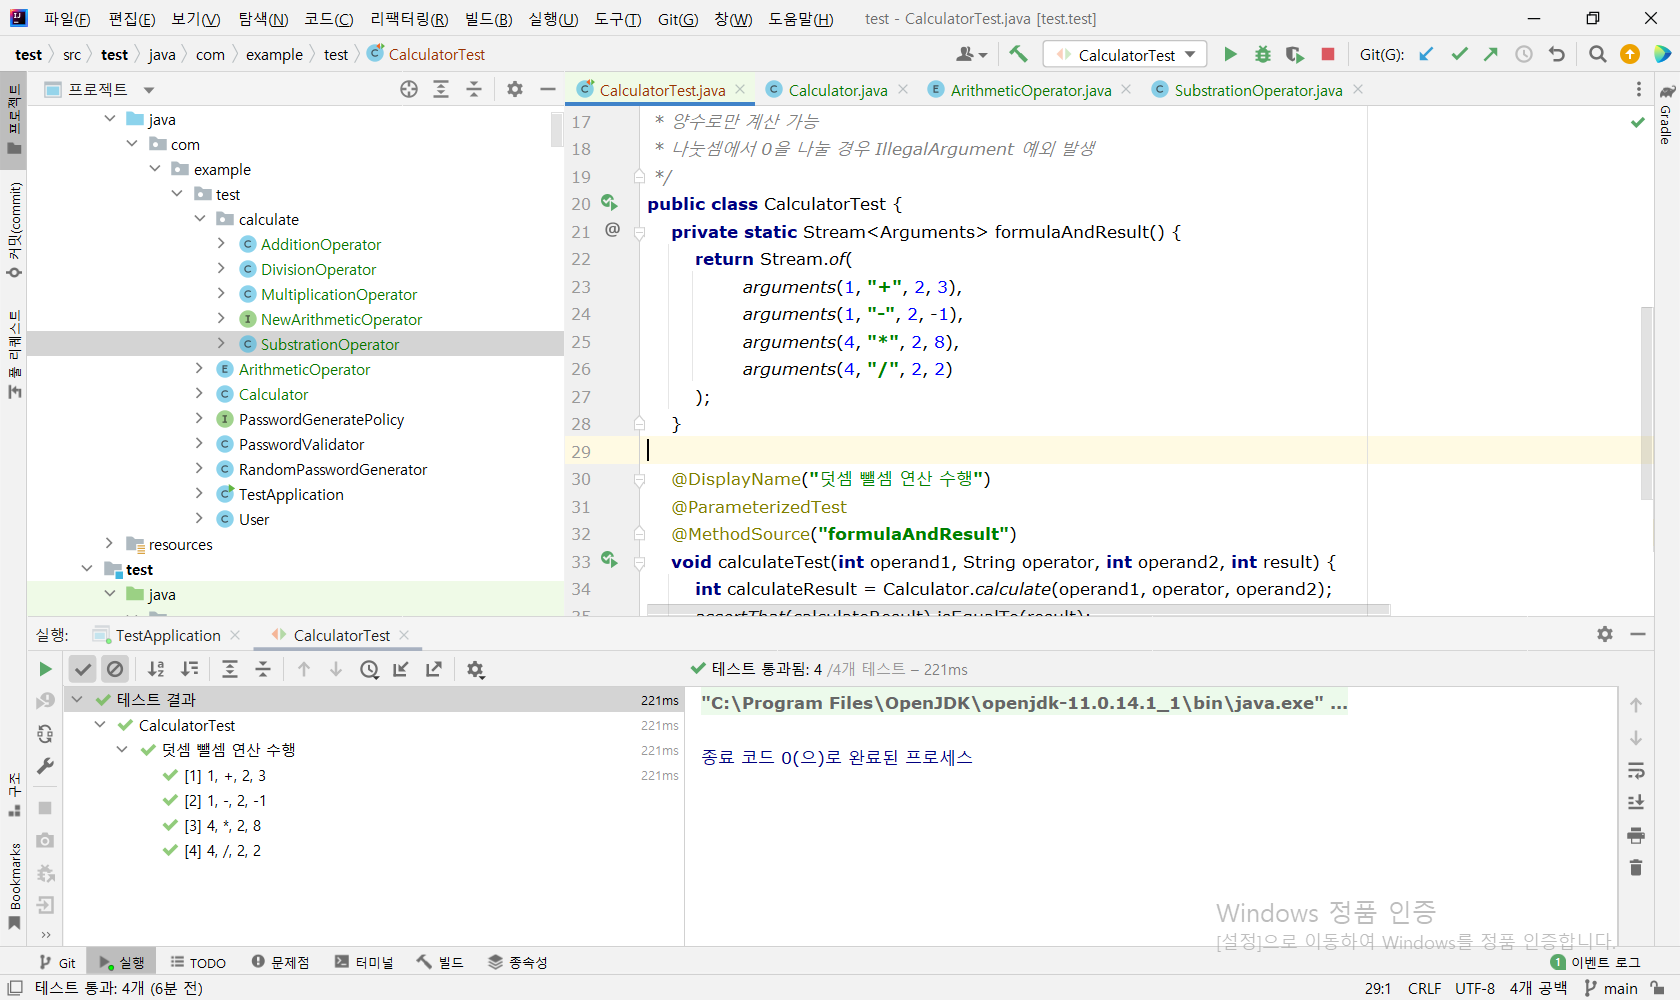 파일(F) 편집(E) 보기(V) 탐색(N) 코드(C) 리팩터링(R) 빌드(B) 실행(U) 도구(T) Git(G) 창(W) 도움말(H) test - CalculatorTest.java [test.test]
test src test java com example test CalculatorTest
CalculatorTest Git(G):
프로젝트
CalculatorTest.java Calculator.java ArithmeticOperator.java SubstrationOperator.java
프로젝트
커밋(commit)
풀 리퀘스트
구조
Bookmarks
Gradle
java
com
example
test
calculate
AdditionOperator
DivisionOperator
MultiplicationOperator
NewArithmeticOperator
SubstrationOperator
ArithmeticOperator
Calculator
PasswordGeneratePolicy
PasswordValidator
RandomPasswordGenerator
TestApplication
User
resources
test
java
17 * 양수로만 계산 가능
18 * 나눗셈에서 0을 나눌 경우 IllegalArgument 예외 발생
19 */
20 public class CalculatorTest {
21 @ private static Stream<Arguments> formulaAndResult() {
22 return Stream.of(
23 arguments(1, "+", 2, 3),
24 arguments(1, "-", 2, -1),
25 arguments(4, "*", 2, 8),
26 arguments(4, "/", 2, 2)
27 );
28 }
29
30 @DisplayName("덧셈 뺄셈 연산 수행")
31 @ParameterizedTest
32 @MethodSource("formulaAndResult")
33 void calculateTest(int operand1, String operator, int operand2, int result) {
34 int calculateResult = Calculator.calculate(operand1, operator, operand2);
35 assertThat(calculateResult).isEqualTo(result);
실행: TestApplication CalculatorTest
테스트 통과됨: 4 /4개 테스트 – 221ms
테스트 결과 221ms
CalculatorTest 221ms
덧셈 뺄셈 연산 수행 221ms
[1] 1, +, 2, 3 221ms
[2] 1, -, 2, -1
[3] 4, *, 2, 8
[4] 4, /, 2, 2
"C:\Program Files\OpenJDK\openjdk-11.0.14.1_1\bin\java.exe" ...
종료 코드 0(으)로 완료된 프로세스
Windows 정품 인증
[설정]으로 이동하여 Windows를 정품 인증합니다.
Git 실행 TODO 문제점 터미널 빌드 종속성 1 이벤트 로그
테스트 통과: 4개 (6분 전) 29:1 CRLF UTF-8 4개 공백 main